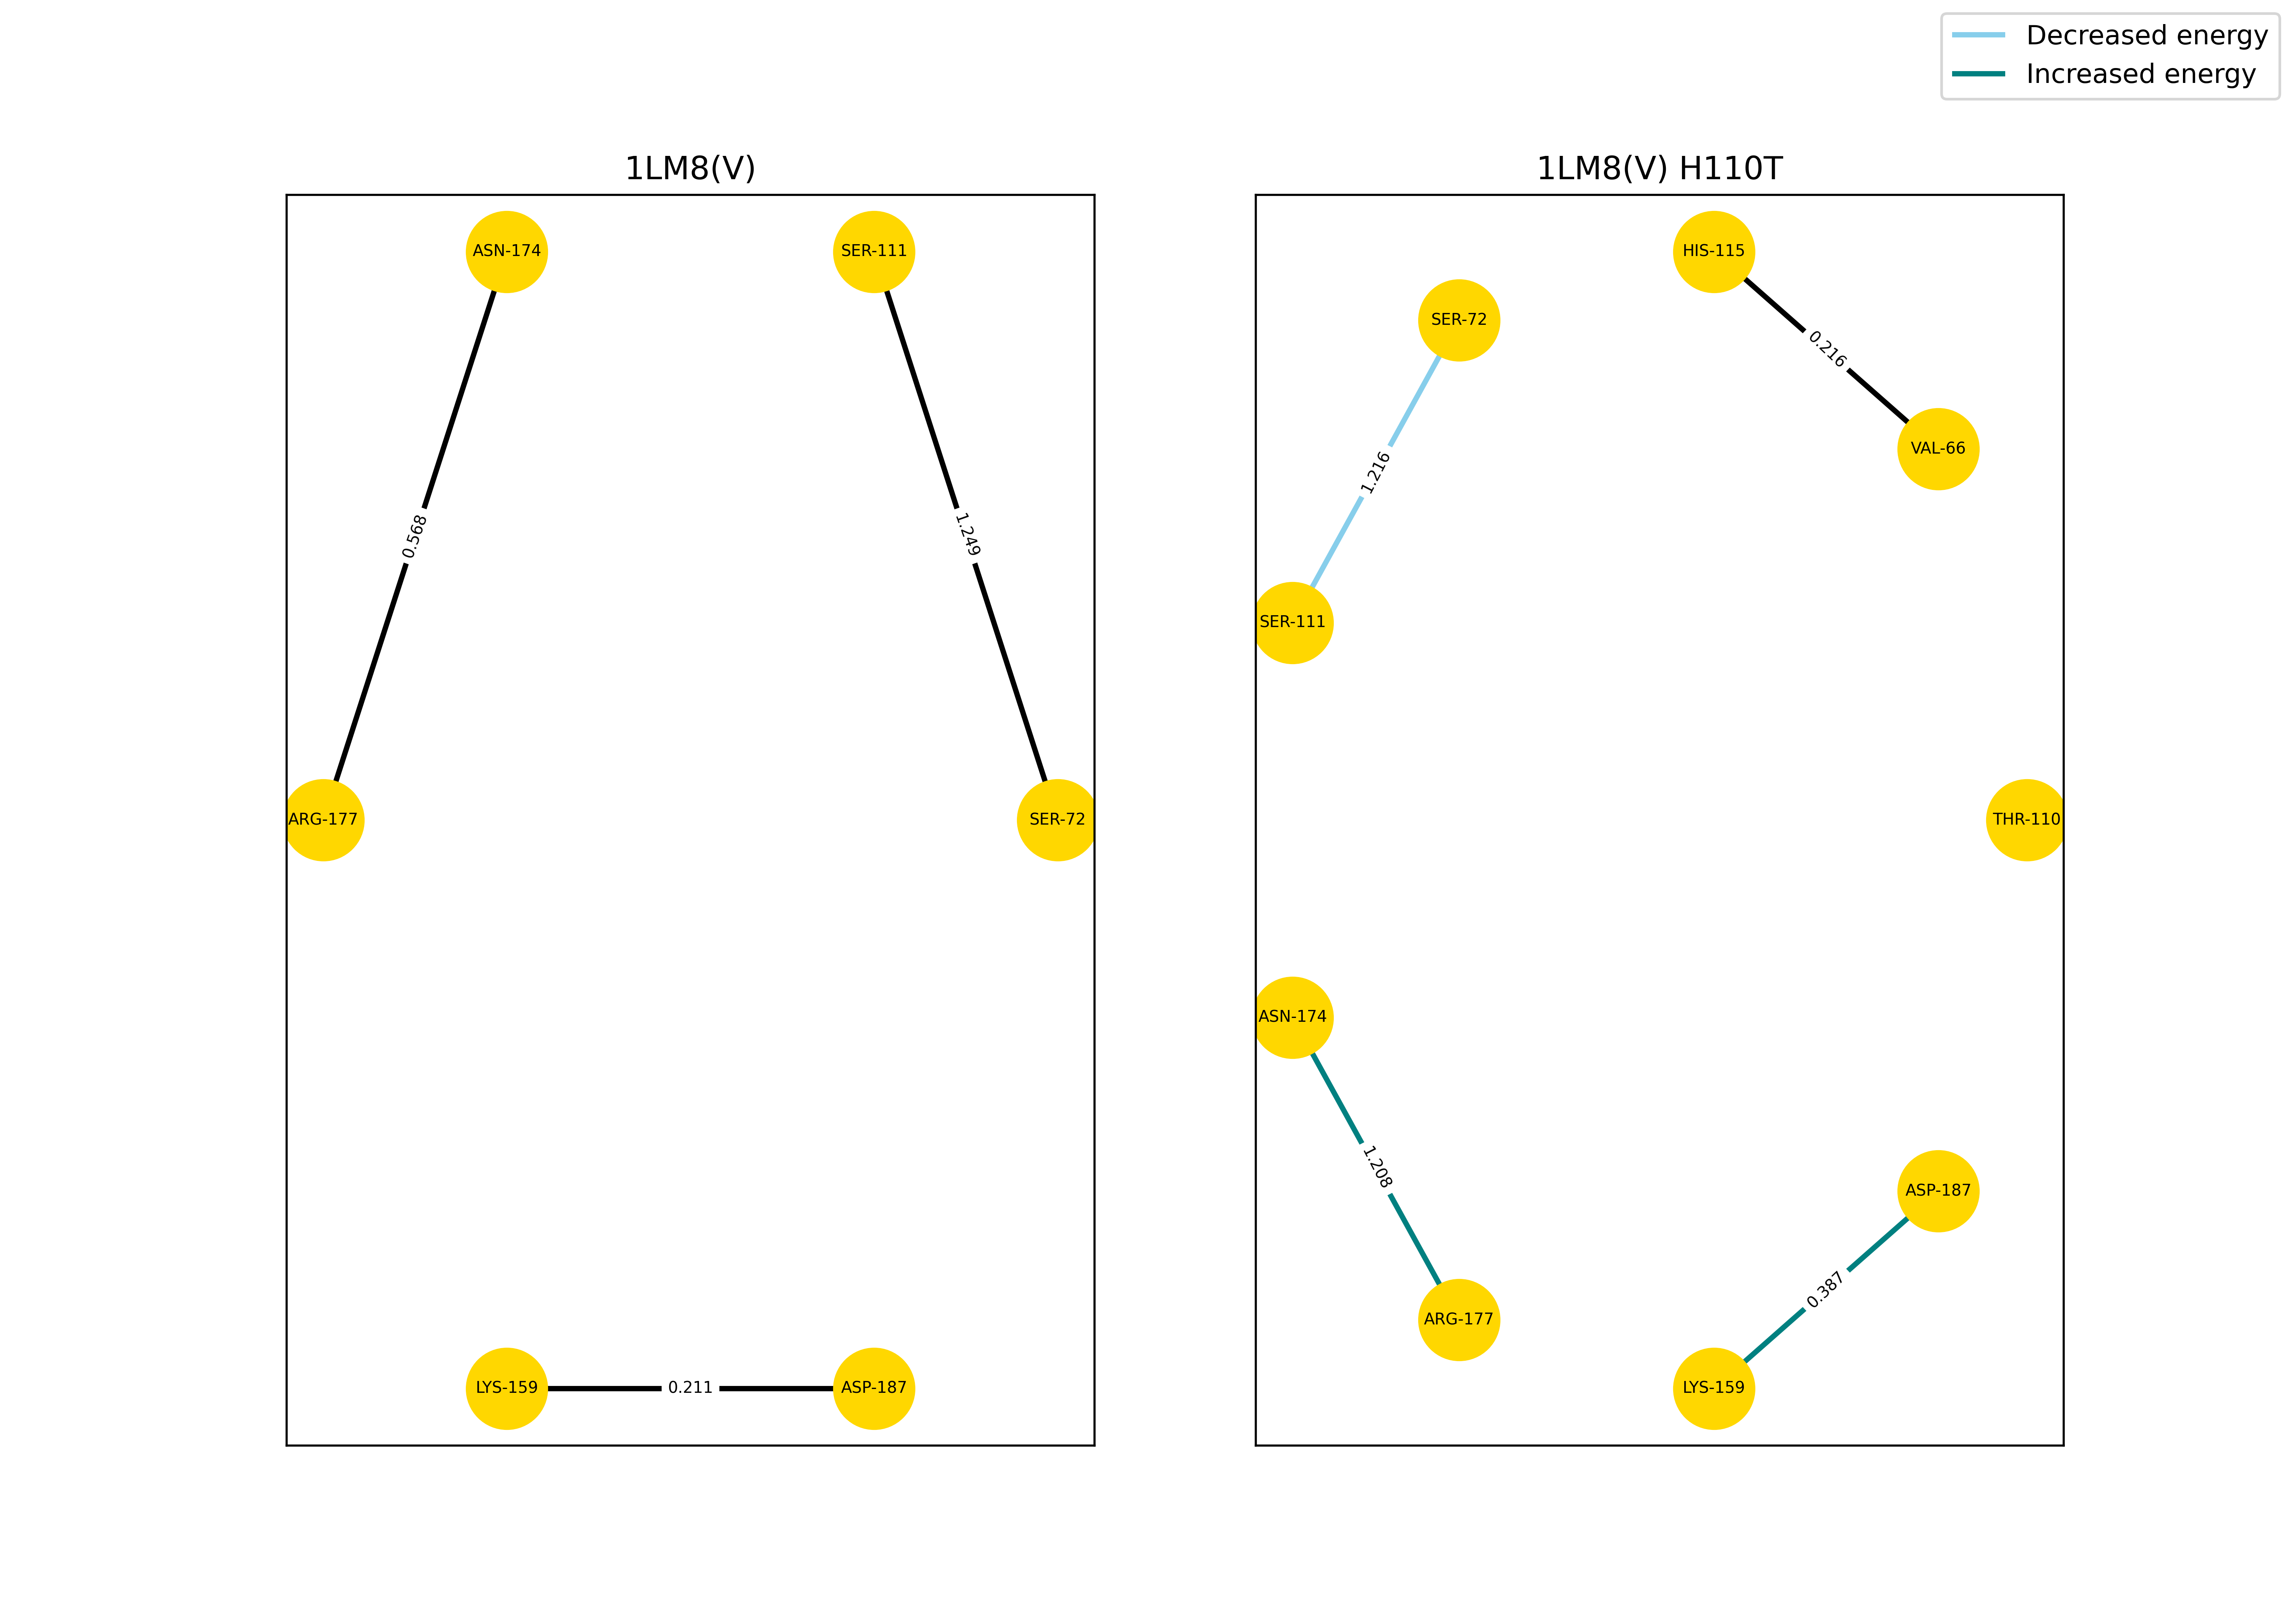 Decreased energy
Increased energy
1LM8(V)
ASN-174
SER-111
0.568
1.249
ARG-177
SER-72
LYS-159
0.211
ASP-187
1LM8(V) H110T
HIS-115
SER-72
0.216
VAL-66
1.216
SER-111
THR-110
ASN-174
1.208
ASP-187
0.387
ARG-177
LYS-159